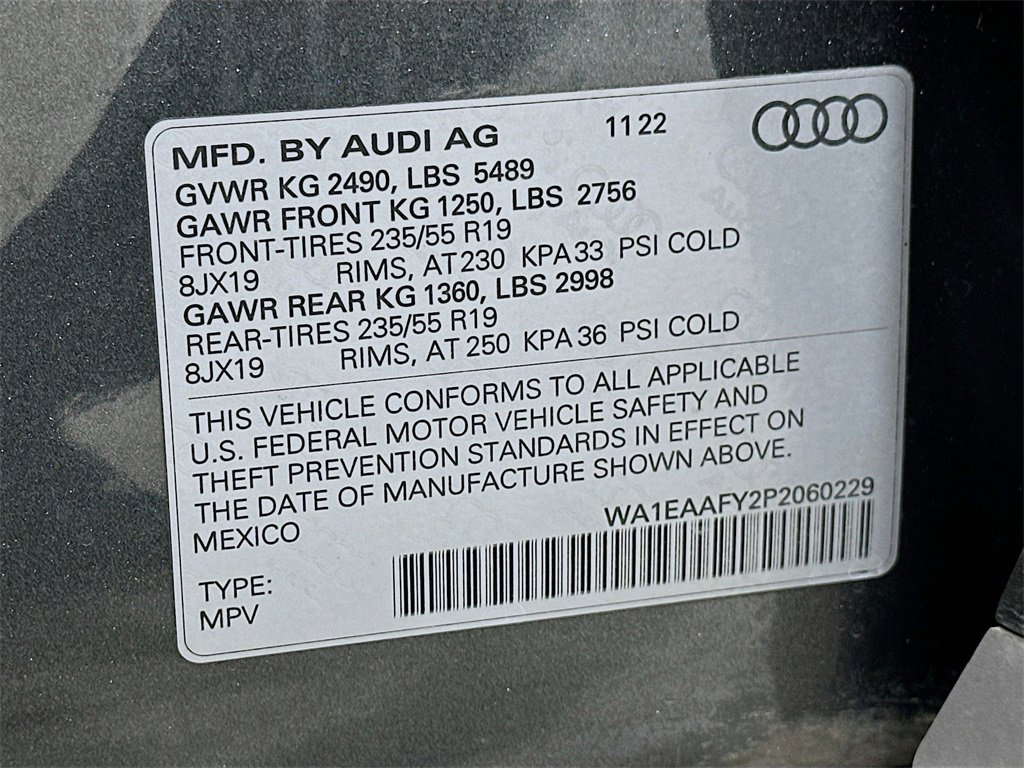 MFD. BY AUDI AG 11 22
GVWR KG 2490, LBS 5489
GAWR FRONT KG 1250, LBS 2756
FRONT-TIRES 235/55 R19
8JX19 RIMS, AT 230 KPA 33 PSI COLD
GAWR REAR KG 1360, LBS 2998
REAR-TIRES 235/55 R19
8JX19 RIMS, AT 250 KPA 36 PSI COLD
THIS VEHICLE CONFORMS TO ALL APPLICABLE
U.S. FEDERAL MOTOR VEHICLE SAFETY AND
THEFT PREVENTION STANDARDS IN EFFECT ON
THE DATE OF MANUFACTURE SHOWN ABOVE.
MEXICO WA1EAAFY2P2060229
TYPE:
MPV